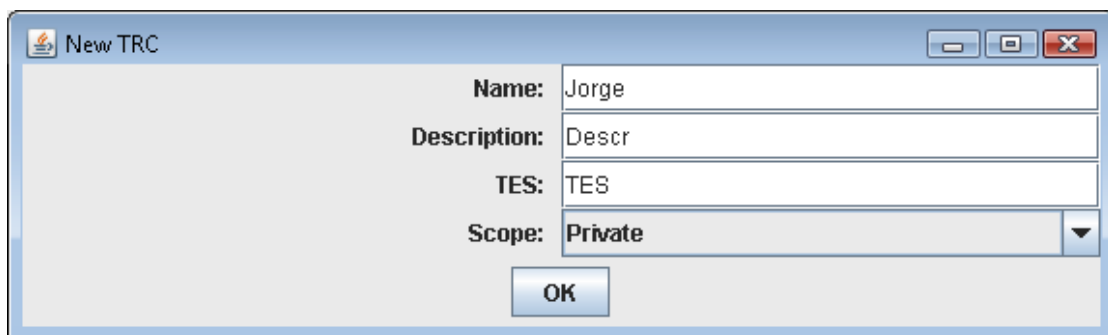 New TRC
Name: Jorge
Description: Descr
TES: TES
Scope: Private
OK